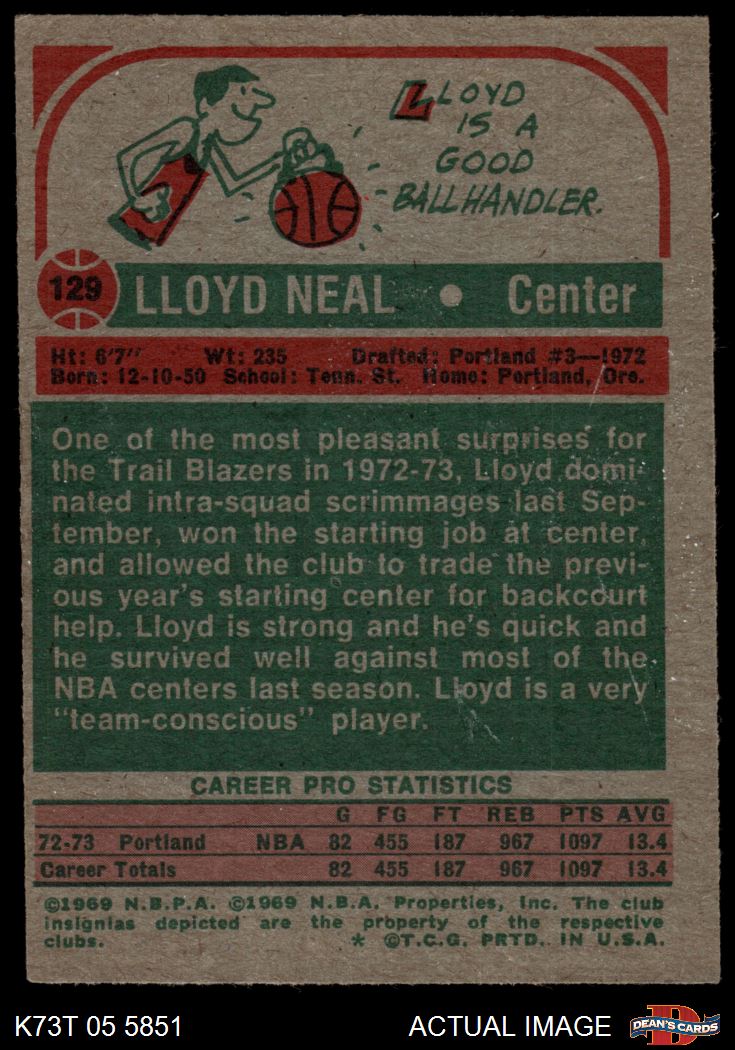 LLOYD
IS A
GOOD
BALLHANDLER.
129 LLOYD NEAL • Center
Ht: 6'7" Wt: 235 Drafted: Portland #3—1972
Born: 12-10-50 School: Tenn. St. Home: Portland, Ore.
One of the most pleasant surprises for
the Trail Blazers in 1972-73, Lloyd domi-
nated intra-squad scrimmages last Sep-
tember, won the starting job at center,
and allowed the club to trade the previ-
ous year's starting center for backcourt
help. Lloyd is strong and he's quick and
he survived well against most of the
NBA centers last season. Lloyd is a very
"team-conscious" player.
CAREER PRO STATISTICS
G FG FT REB PTS AVG
72-73 Portland NBA 82 455 187 967 1097 13.4
Career Totals 82 455 187 967 1097 13.4
©1969 N.B.P.A. ©1969 N.B.A. Properties, Inc. The club
insignias depicted are the property of the respective
clubs. * ©T.C.G. PRTD. IN U.S.A.
K73T 05 5851 ACTUAL IMAGE D DEAN'S CARDS